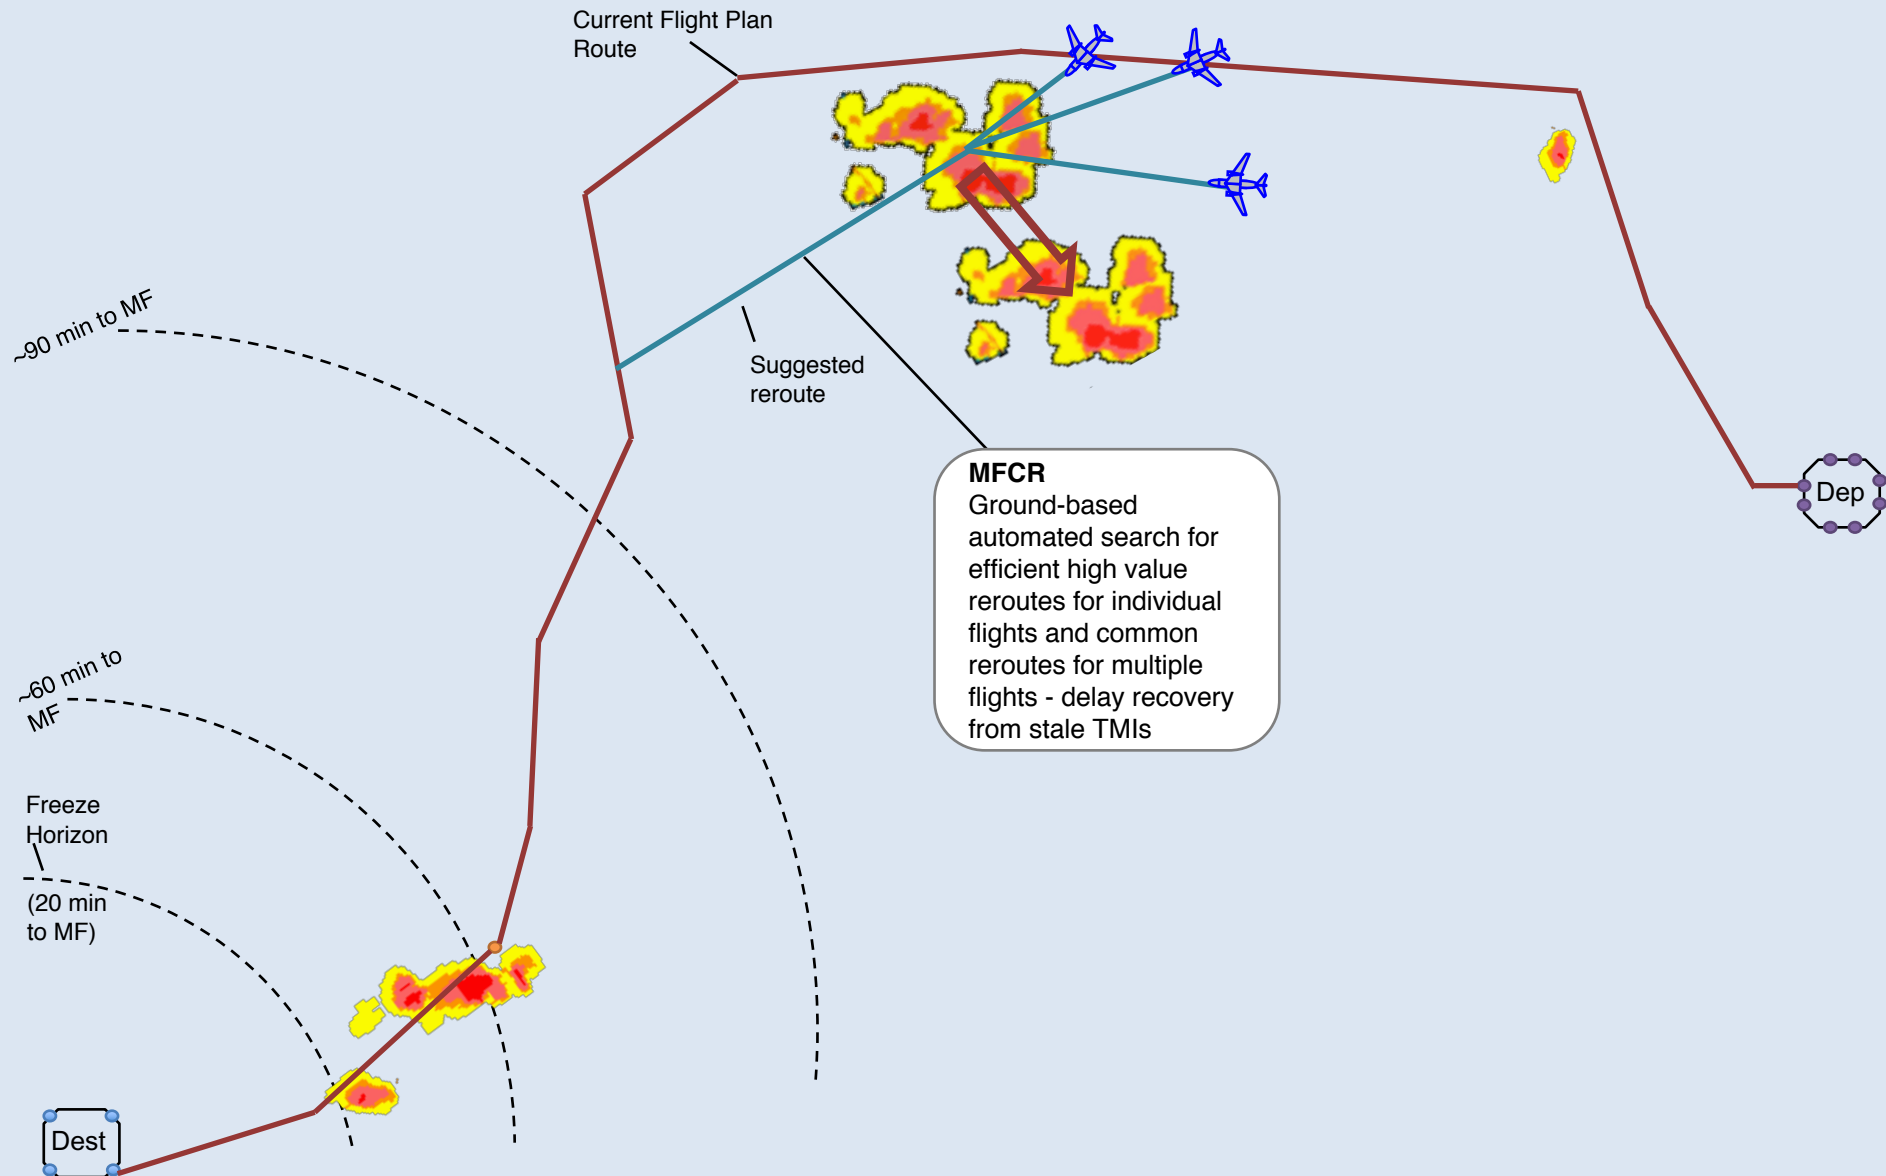 Current Flight Plan
Route
~90 min to MF
Suggested
reroute
MFCR
Ground-based
automated search for
efficient high value
reroutes for individual
flights and common
reroutes for multiple
flights - delay recovery
from stale TMIs
Dep
~60 min to
MF
Freeze
Horizon
(20 min
to MF)
Dest